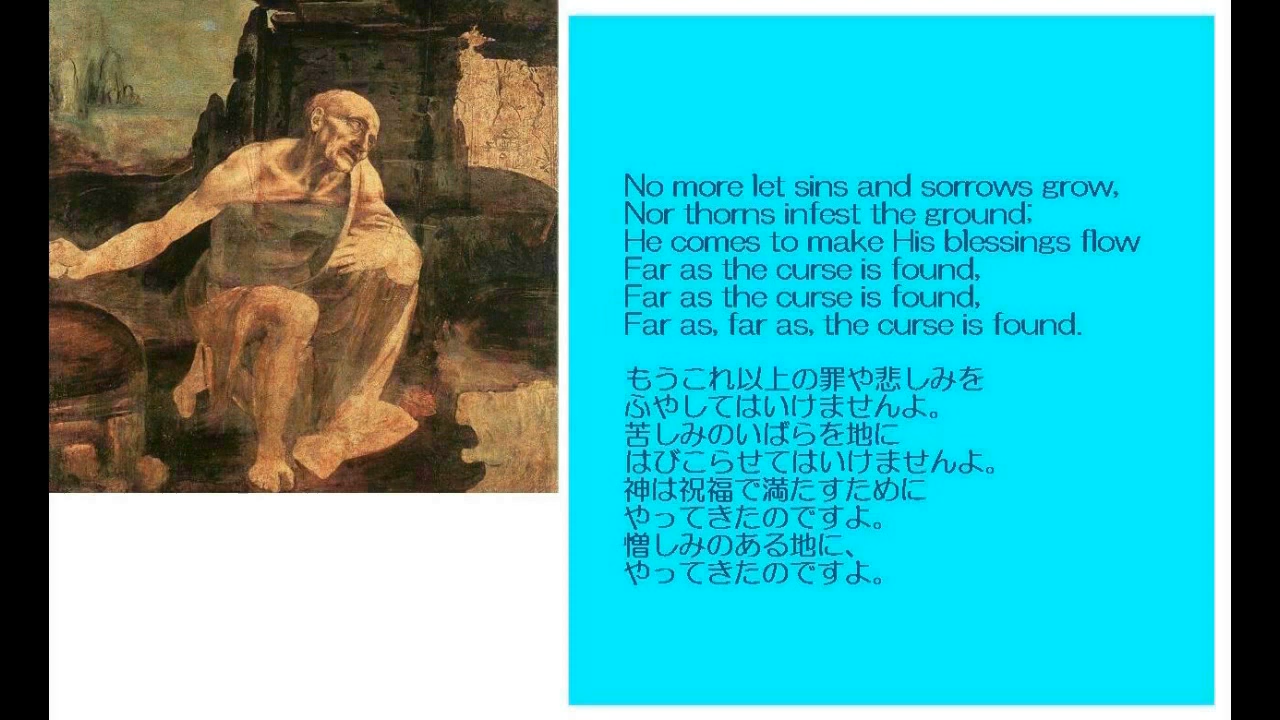 No more let sins and sorrows grow,
Nor thorns infest the ground;
He comes to make His blessings flow
Far as the curse is found,
Far as the curse is found,
Far as, far as, the curse is found.
もうこれ以上の罪や悲しみを
ふやしてはいけませんよ。
苦しみのいばらを地に
はびこらせてはいけませんよ。
神は祝福で満たすために
やってきたのですよ。
憎しみのある地に、
やってきたのですよ。